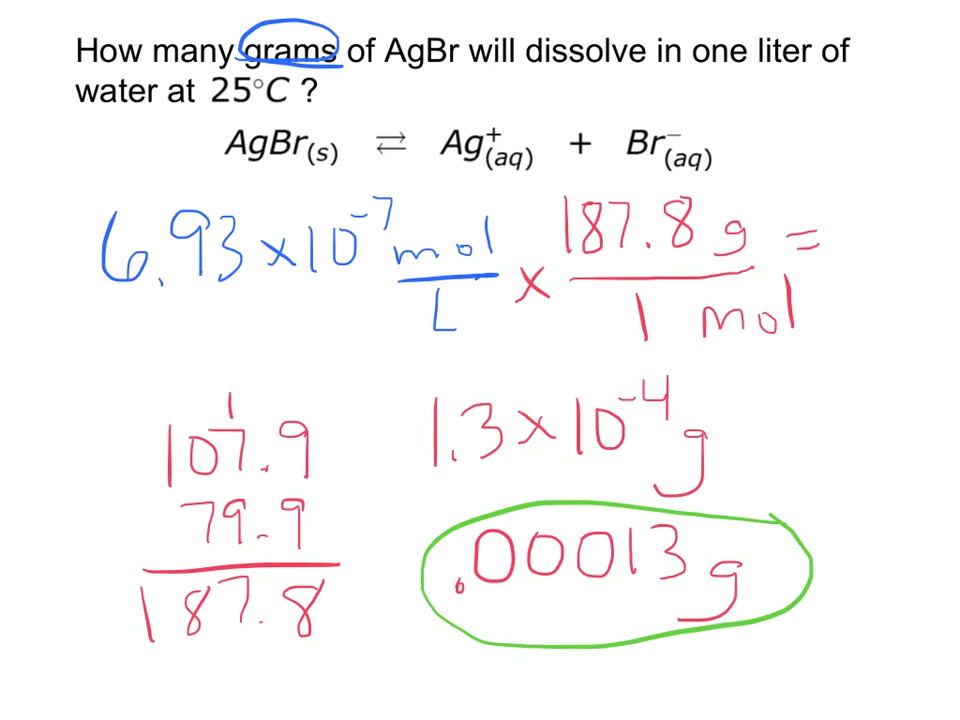 How many grams of AgBr will dissolve in one liter of
water at 25°C ?
AgBr(s) ⇄ Ag⁺(aq) + Br⁻(aq)
6.93 x 10⁻⁷ mol/L x 187.8 g/1 mol =
1
107.9
79.9
187.8
1.3 x 10⁻⁴ g
.00013 g